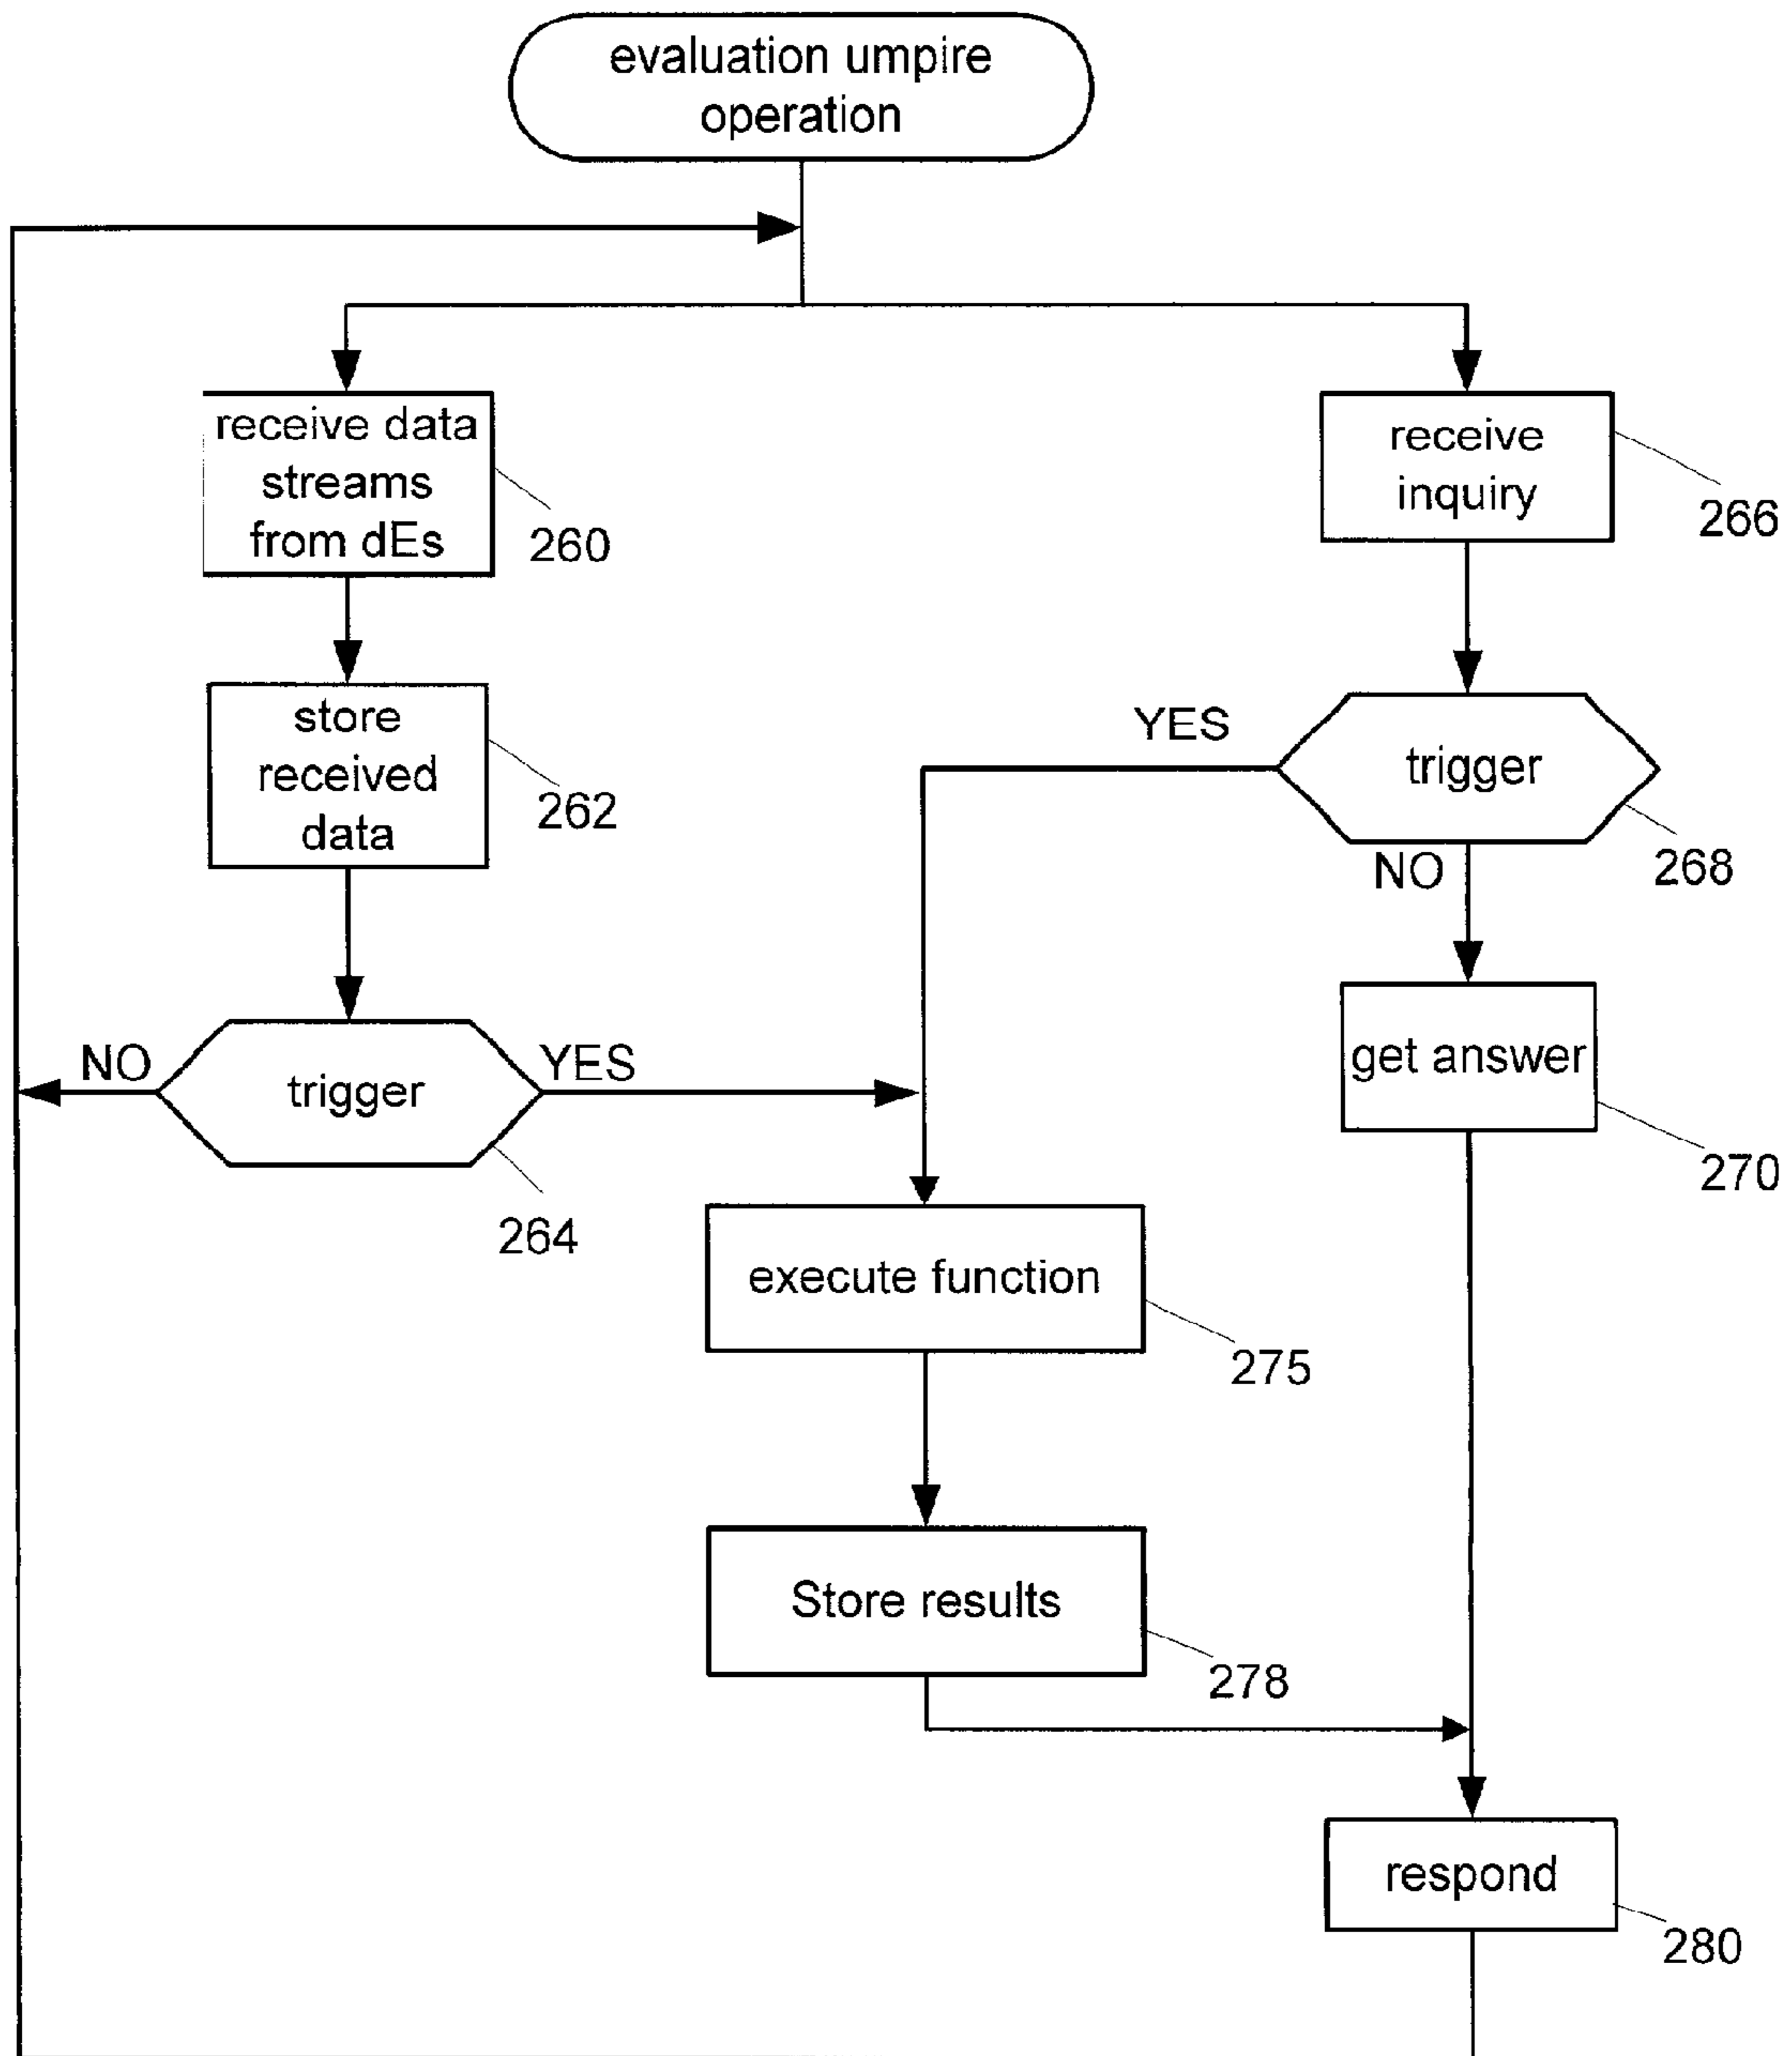 evaluation umpire
operation
receive data
streams
from dEs
260
receive
inquiry
266
store
received
data
262
YES
trigger
268
NO
NO
trigger
YES
264
get answer
270
execute function
275
Store results
278
respond
280